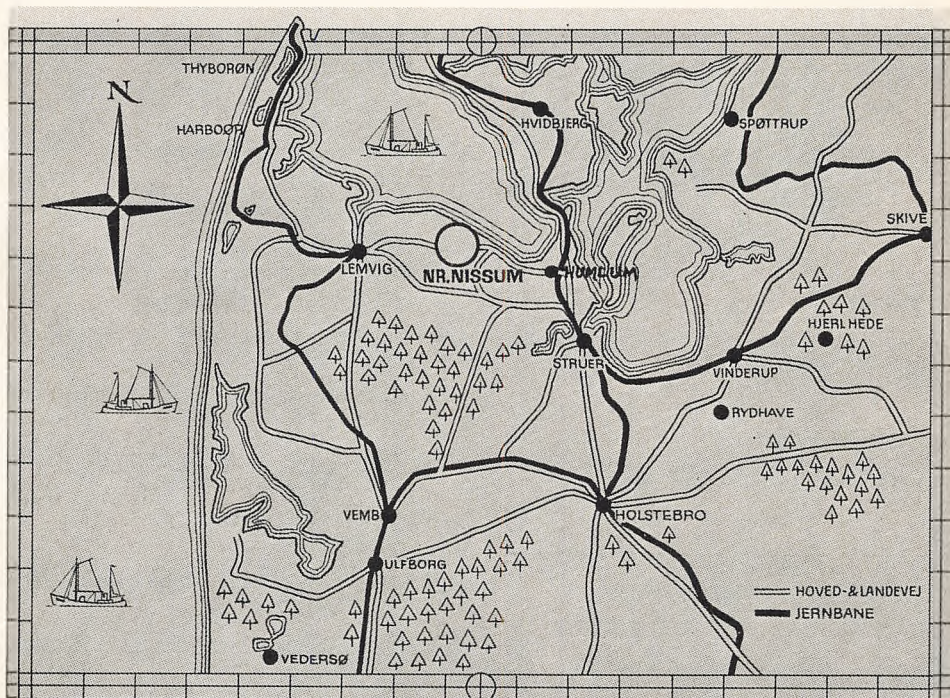 THYBORØN
N
HARBOØR
HVIDBJERG
SPØTTRUP
SKIVE
LEMVIG
NR. NISSUM
HUMLUM
HJERL HEDE
STRUER
VINDERUP
RYDHAVE
VEMB
HOLSTEBRO
ULFBORG
HOVED-&LANDEVEJ
JERNBANE
VEDERSØ